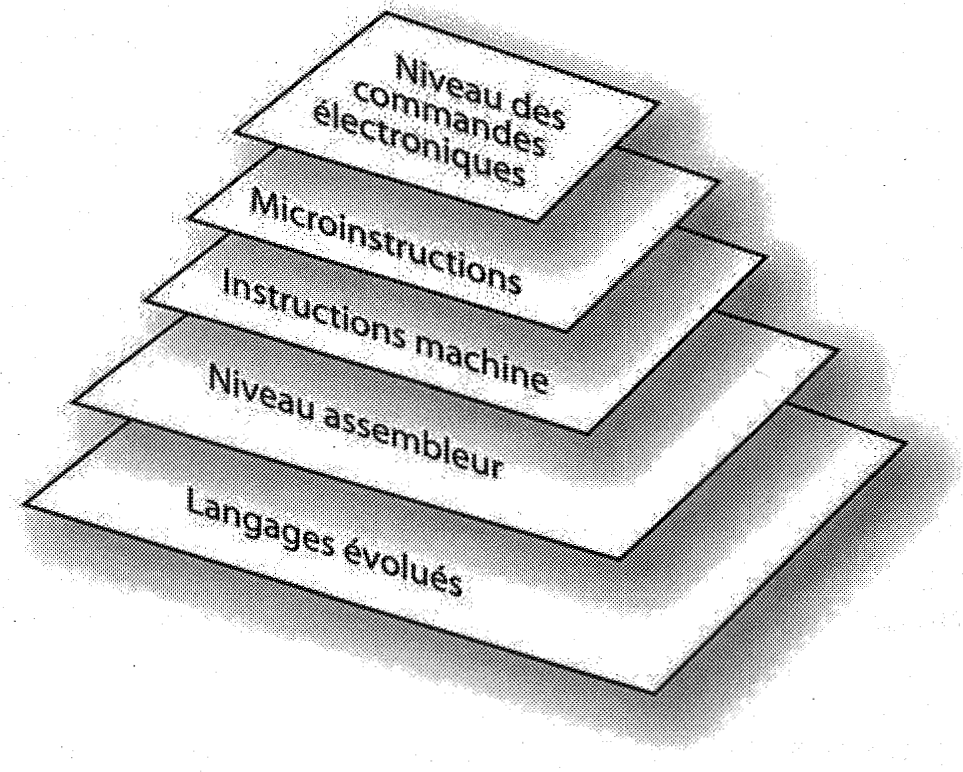 Niveau des
commandes
électroniques
Microinstructions
Instructions machine
Niveau assembleur
Langages évolués